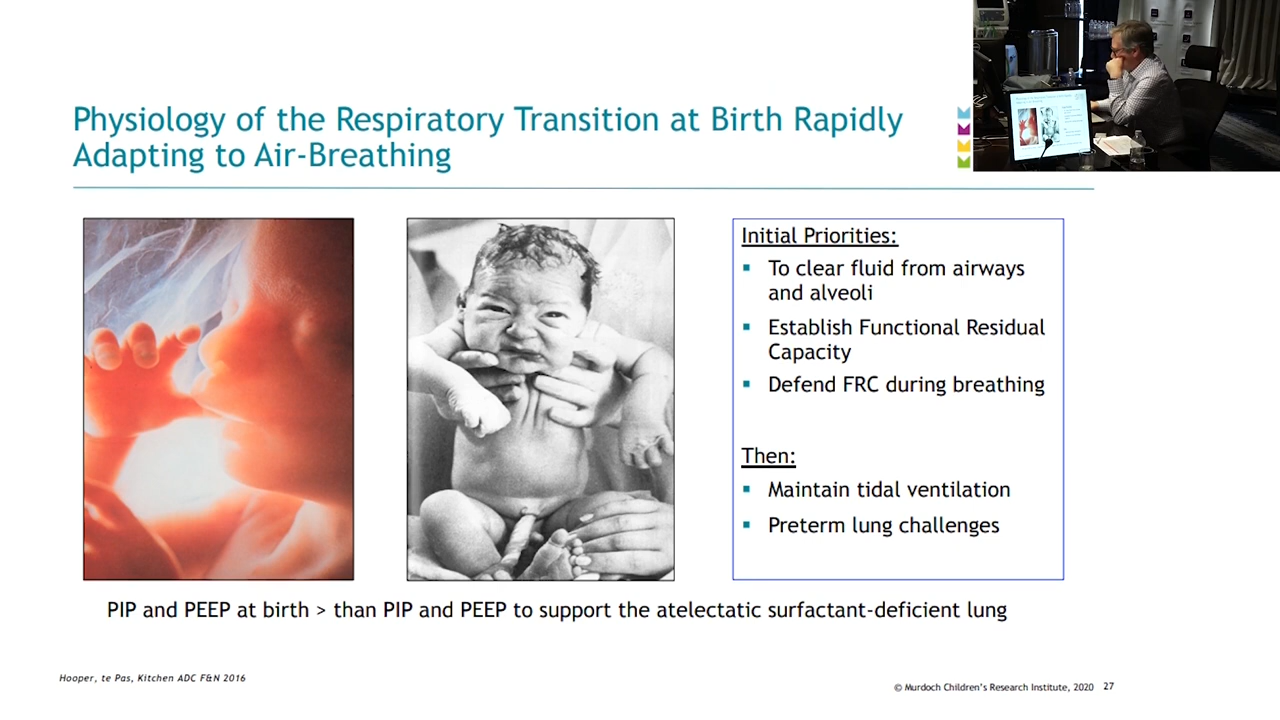 Physiology of the Respiratory Transition at Birth Rapidly
Adapting to Air-Breathing
Initial Priorities:
▪ To clear fluid from airways
and alveoli
▪ Establish Functional Residual
Capacity
▪ Defend FRC during breathing
Then:
▪ Maintain tidal ventilation
▪ Preterm lung challenges
PIP and PEEP at birth > than PIP and PEEP to support the atelectatic surfactant-deficient lung
Hooper, te Pas, Kitchen ADC F&N 2016
© Murdoch Children's Research Institute, 2020 27